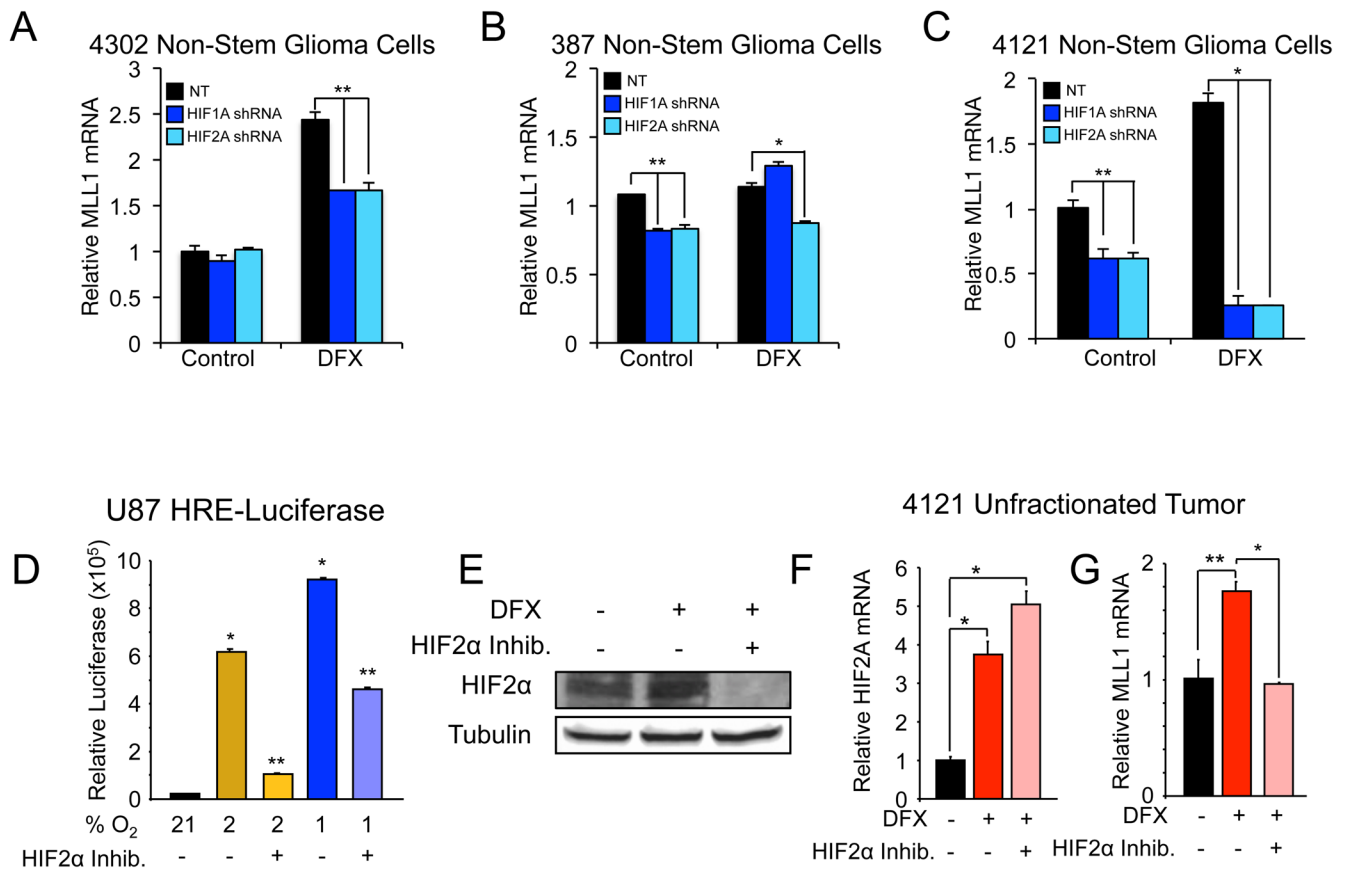 A
4302 Non-Stem Glioma Cells
Relative MLL1 mRNA
3
2.5
2
1.5
1
0.5
0
NT
HIF1A shRNA
HIF2A shRNA
**
Control
DFX
B
387 Non-Stem Glioma Cells
Relative MLL1 mRNA
2
1.5
1
0.5
0
NT
HIF1A shRNA
HIF2A shRNA
**
*
Control
DFX
C
4121 Non-Stem Glioma Cells
Relative MLL1 mRNA
2
1.5
1
0.5
0
NT
HIF1A shRNA
HIF2A shRNA
**
*
Control
DFX
D
U87 HRE-Luciferase
Relative Luciferase (x10⁵)
10
8
6
4
2
0
*
**
*
**
% O₂ 21 2 2 1 1
HIF2α Inhib. - - + - +
E
DFX - + +
HIF2α Inhib. - - +
HIF2α
Tubulin
4121 Unfractionated Tumor
F
Relative HIF2A mRNA
6
5
4
3
2
1
0
*
*
DFX - + +
HIF2α Inhib. - - +
G
Relative MLL1 mRNA
2
1
0
**
*
DFX - + +
HIF2α Inhib. - - +